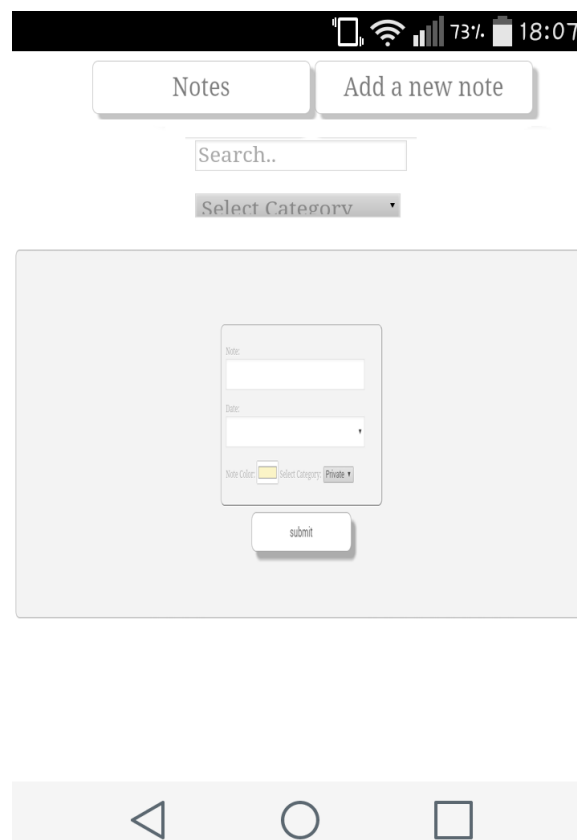 73% 18:07
Notes Add a new note
Search..
Select Category
Note:
Date:
Note Color: Select Category: Private
submit